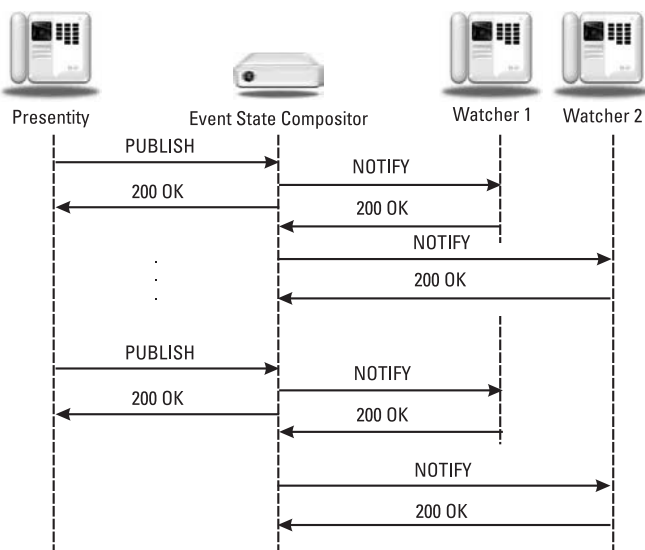 Presentity
Event State Compositor
Watcher 1
Watcher 2
PUBLISH
NOTIFY
200 OK
200 OK
NOTIFY
200 OK
PUBLISH
NOTIFY
200 OK
200 OK
NOTIFY
200 OK